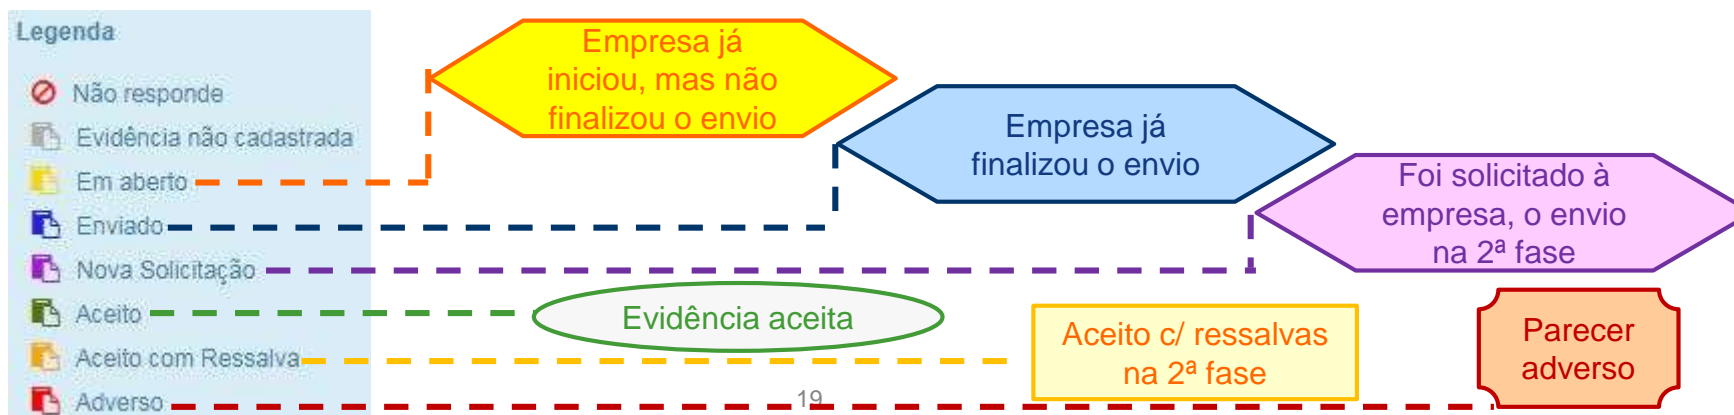 Legenda
Não responde
Evidência não cadastrada
Em aberto
Enviado
Nova Solicitação
Aceito
Aceito com Ressalva
Adverso
Empresa já
iniciou, mas não
finalizou o envio
Empresa já
finalizou o envio
Foi solicitado à
empresa, o envio
na 2ª fase
Evidência aceita
Aceito c/ ressalvas
na 2ª fase
Parecer
adverso
19